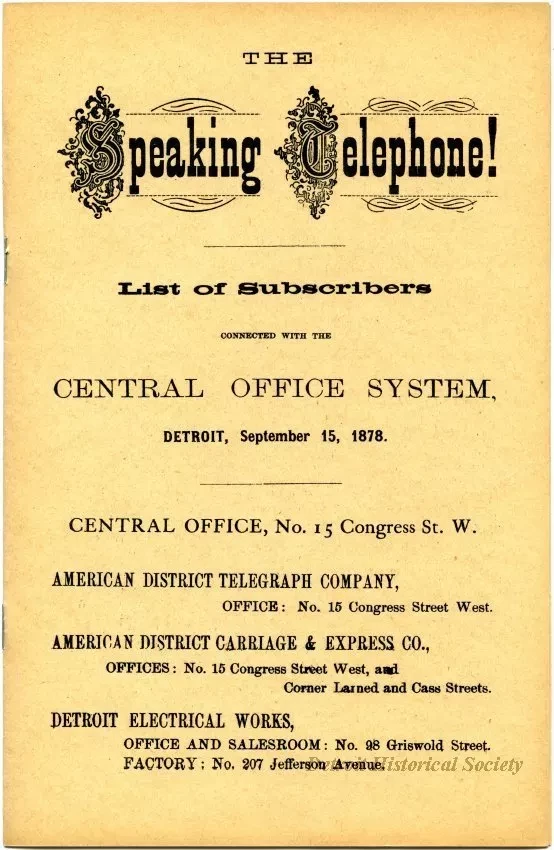 THE
Speaking Telephone!
List of Subscribers
CONNECTED WITH THE
CENTRAL OFFICE SYSTEM,
DETROIT, September 15, 1878.
CENTRAL OFFICE, No. 15 Congress St. W.
AMERICAN DISTRICT TELEGRAPH COMPANY,
OFFICE: No. 15 Congress Street West.
AMERICAN DISTRICT CARRIAGE & EXPRESS CO.,
OFFICES: No. 15 Congress Street West, and
Corner Larned and Cass Streets.
DETROIT ELECTRICAL WORKS,
OFFICE AND SALESROOM: No. 98 Griswold Street.
FACTORY: No. 207 Jefferson Avenue.
Detroit Historical Society